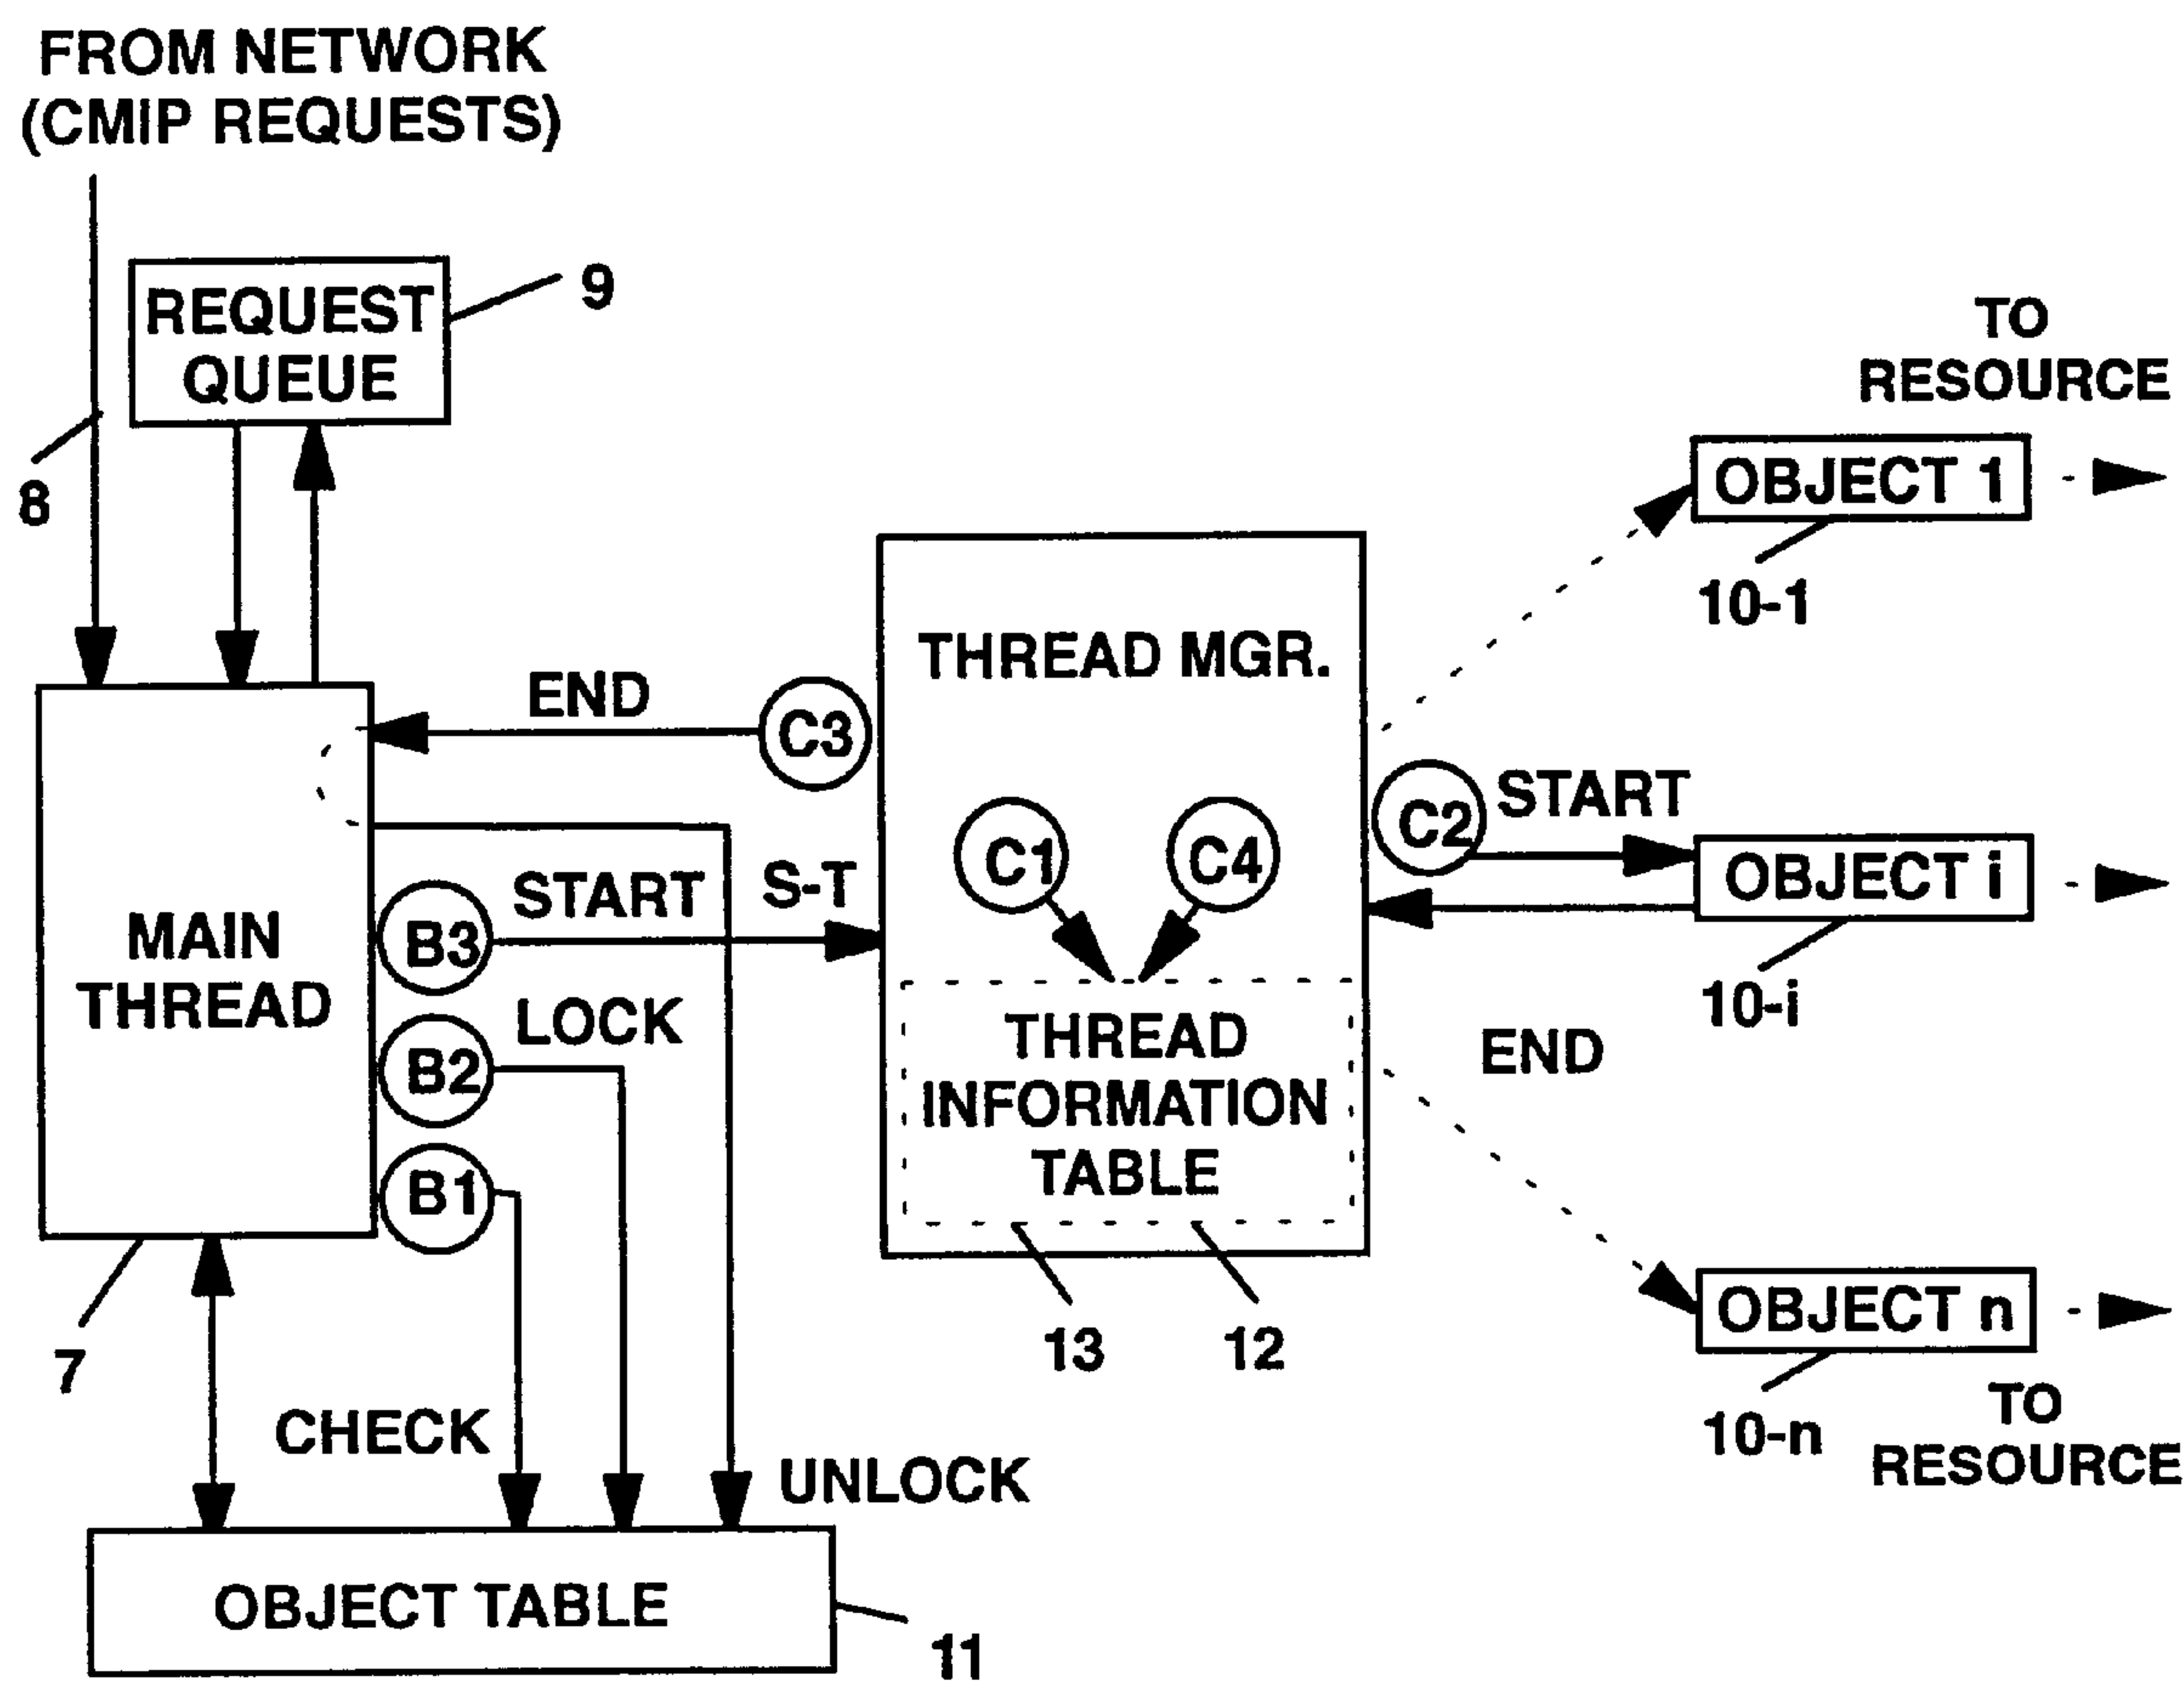 FROM NETWORK
(CMIP REQUESTS)
REQUEST
QUEUE
9
8
TO
RESOURCE
OBJECT 1
10-1
THREAD MGR.
END
C3
C1
C4
C2
START
OBJECT i
10-i
START
S-T
B3
MAIN
THREAD
LOCK
B2
B1
THREAD
INFORMATION
TABLE
END
13
12
7
OBJECT n
10-n
TO
RESOURCE
CHECK
UNLOCK
OBJECT TABLE
11